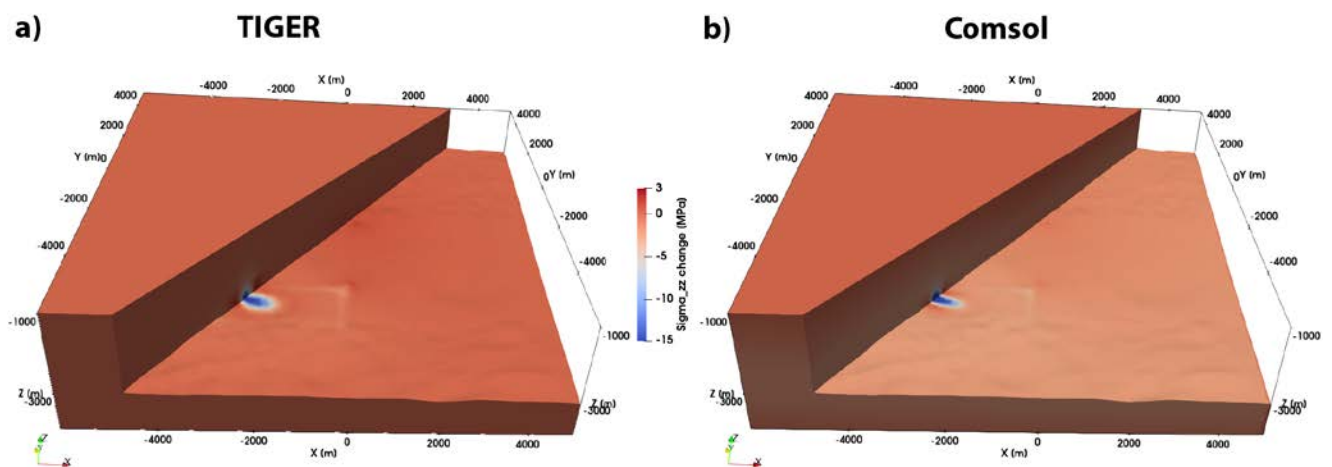 a) TIGER
b) Comsol
X (m)
-4000 -2000 0 2000 4000
4000
2000
Y (m)0
-2000
-4000
-1000
Z (m)
-3000
4000
2000
0Y (m)
-2000
-4000
-1000
Z (m)
-3000
-4000 -2000 0 2000 4000
X (m)
Z
X
3
0
-5
-10
-15
Sigma_zz change (MPa)
X (m)
-4000 -2000 0 2000 4000
4000
2000
Y (m)0
-2000
-4000
-1000
Z (m)
-3000
4000
2000
0Y (m)
-2000
-4000
-1000
Z (m)
-3000
-4000 -2000 0 2000 4000
X (m)
Z
X